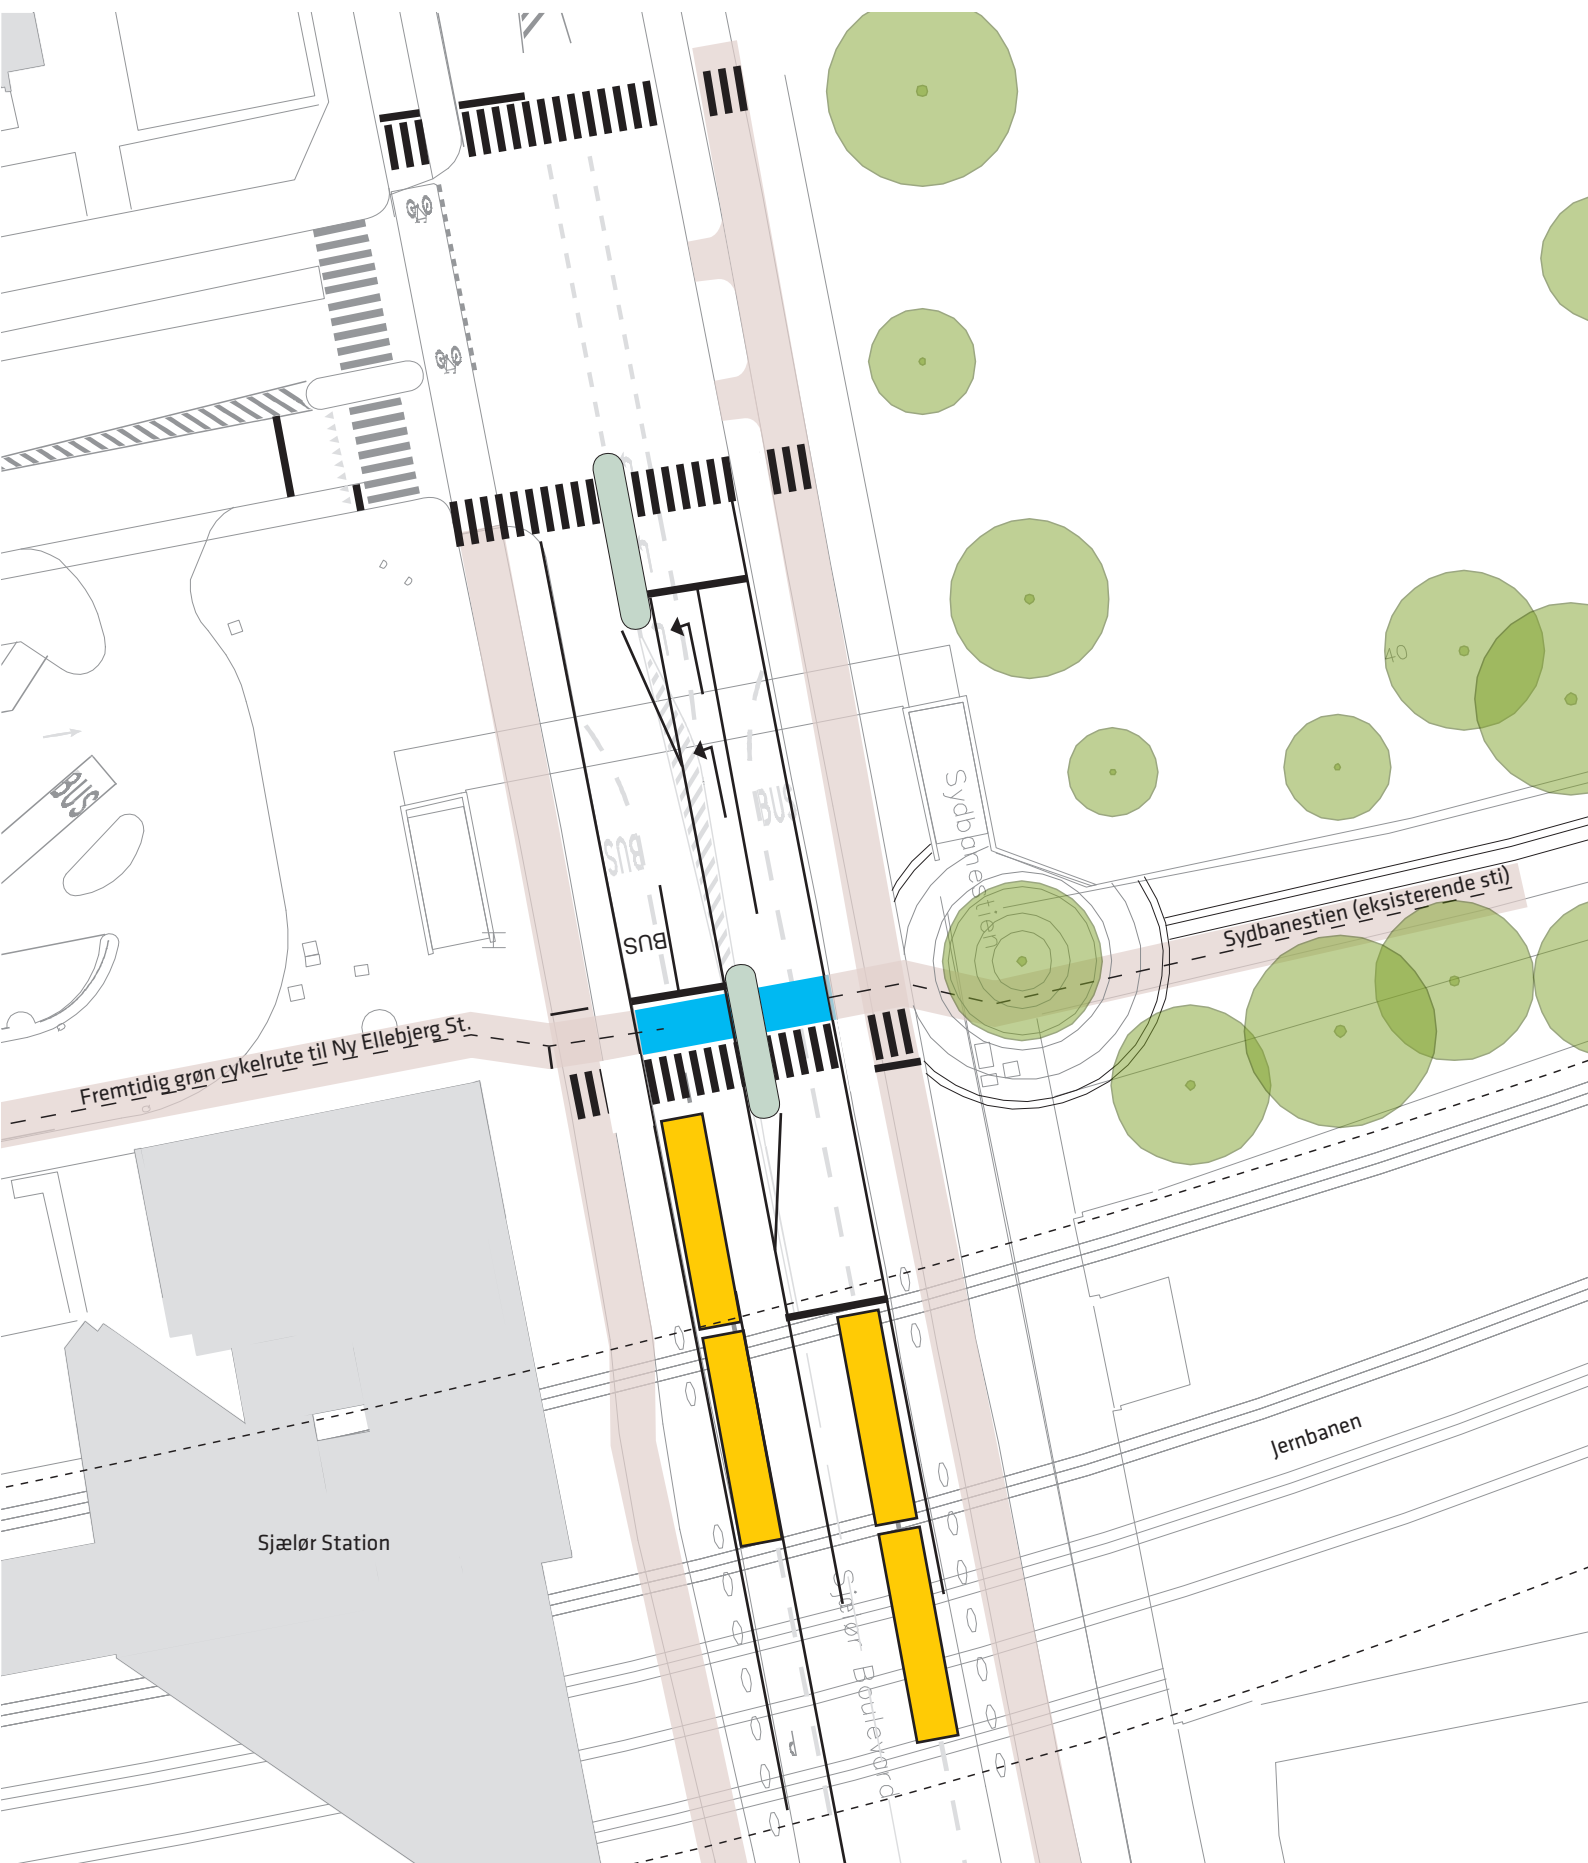 40
BUS
BUS
Sydbanestien
BUS
Sydbanestien (eksisterende sti)
BUS
Fremtidig grøn cykelrute til Ny Ellebjerg St.
Jernbanen
Sjælør Station
Sjælør Boulevard